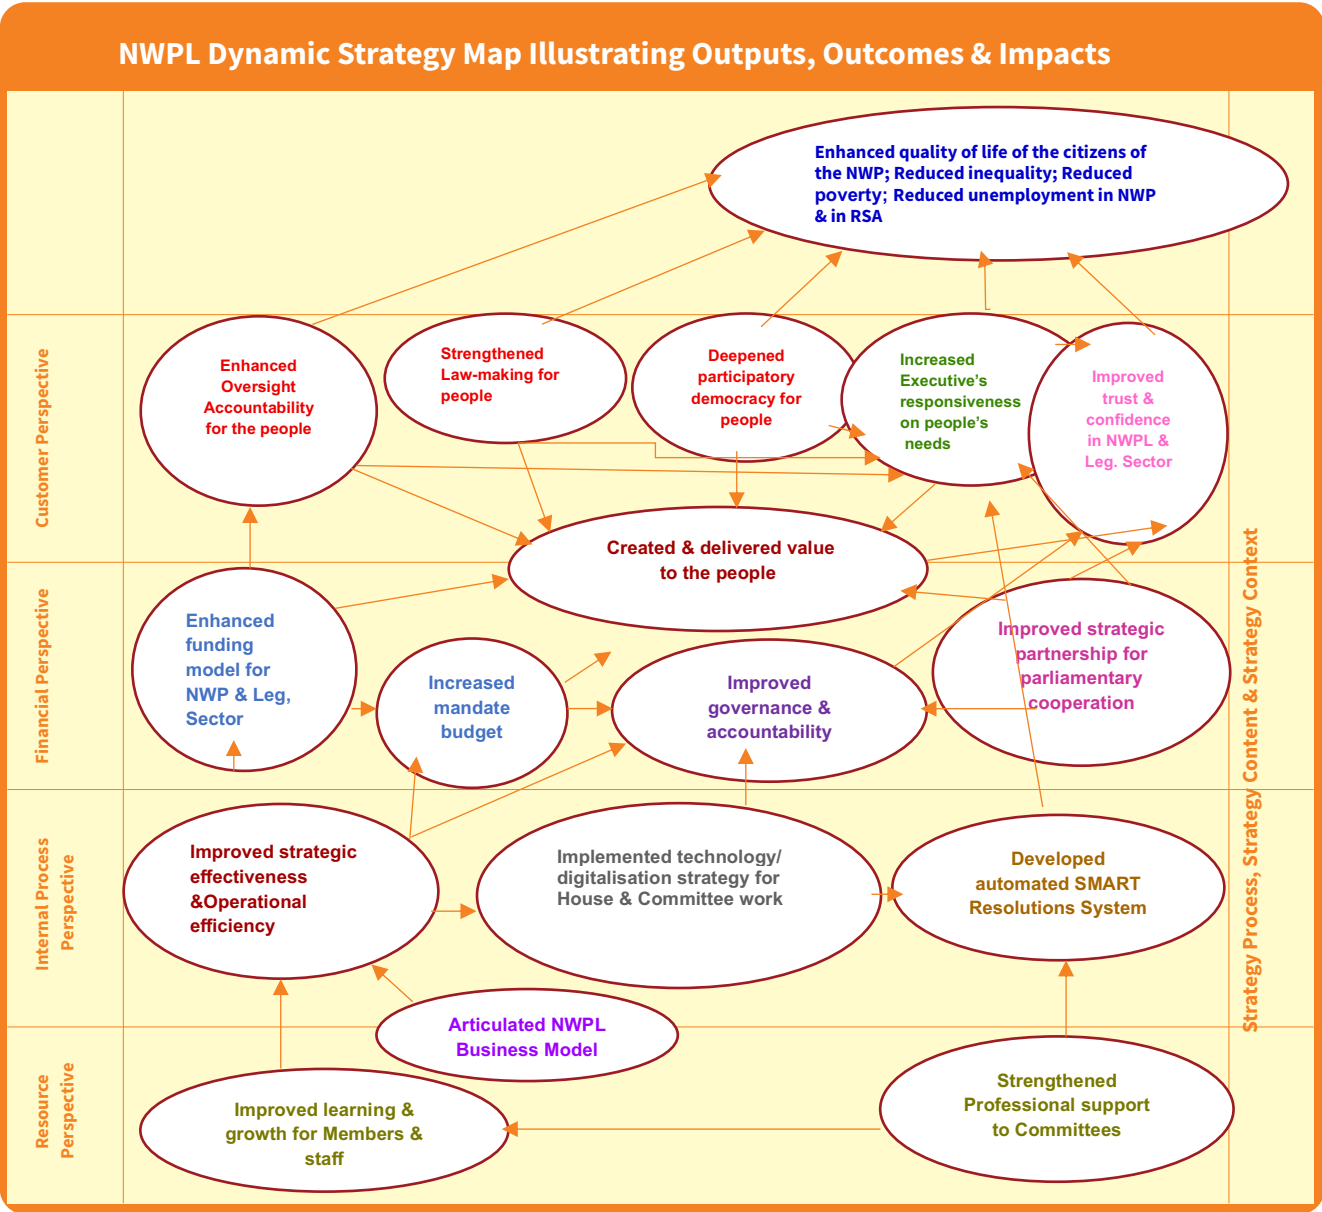 NWPL Dynamic Strategy Map Illustrating Outputs, Outcomes & Impacts
Enhanced quality of life of the citizens of
the NWP; Reduced inequality; Reduced
poverty; Reduced unemployment in NWP
& in RSA
Customer Perspective
Enhanced
Oversight
Accountability
for the people
Strengthened
Law-making for
people
Deepened
participatory
democracy for
people
Increased
Executive’s
responsiveness
on people’s
needs
Improved
trust &
confidence
in NWPL &
Leg. Sector
Created & delivered value
to the people
Financial Perspective
Enhanced
funding
model for
NWP & Leg,
Sector
Increased
mandate
budget
Improved
governance &
accountability
Improved strategic
partnership for
parliamentary
cooperation
Internal Process
Perspective
Improved strategic
effectiveness
&Operational
efficiency
Implemented technology/
digitalisation strategy for
House & Committee work
Developed
automated SMART
Resolutions System
Articulated NWPL
Business Model
Resource
Perspective
Improved learning &
growth for Members &
staff
Strengthened
Professional support
to Committees
Strategy Process, Strategy Content & Strategy Context